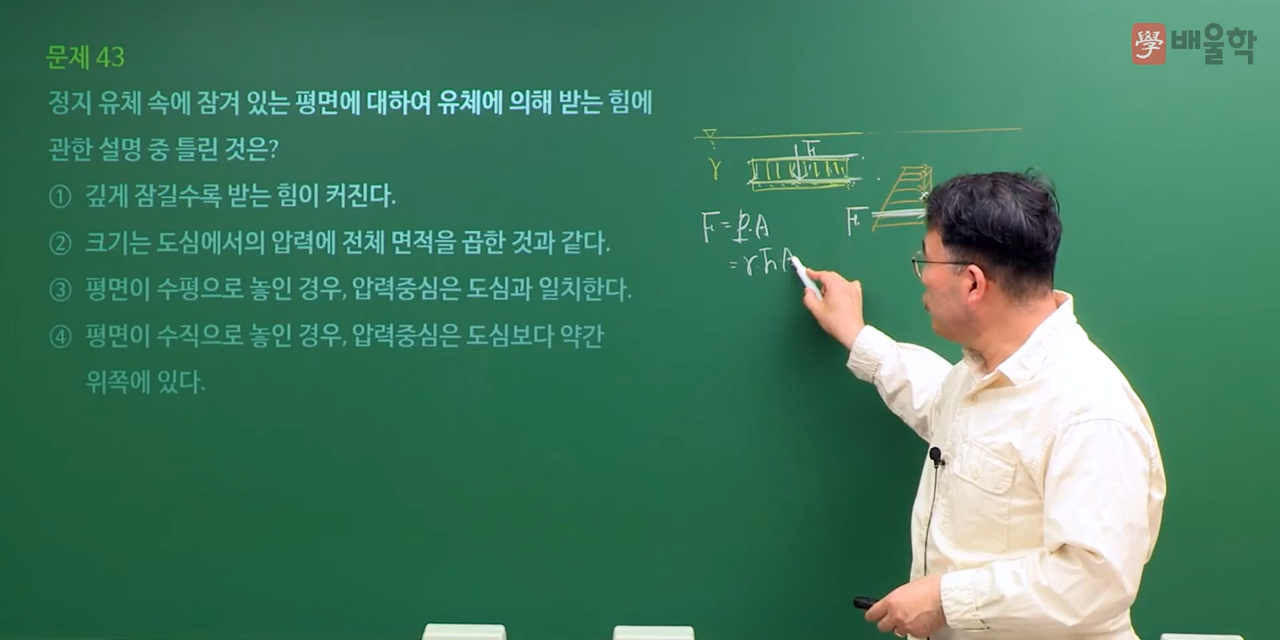 學 배울학
문제 43
정지 유체 속에 잠겨 있는 평면에 대하여 유체에 의해 받는 힘에
관한 설명 중 틀린 것은?
① 깊게 잠길수록 받는 힘이 커진다.
② 크기는 도심에서의 압력에 전체 면적을 곱한 것과 같다.
③ 평면이 수평으로 놓인 경우, 압력중심은 도심과 일치한다.
④ 평면이 수직으로 놓인 경우, 압력중심은 도심보다 약간
위쪽에 있다.
γ
F
F
F = P·A
= γ·h̄·A